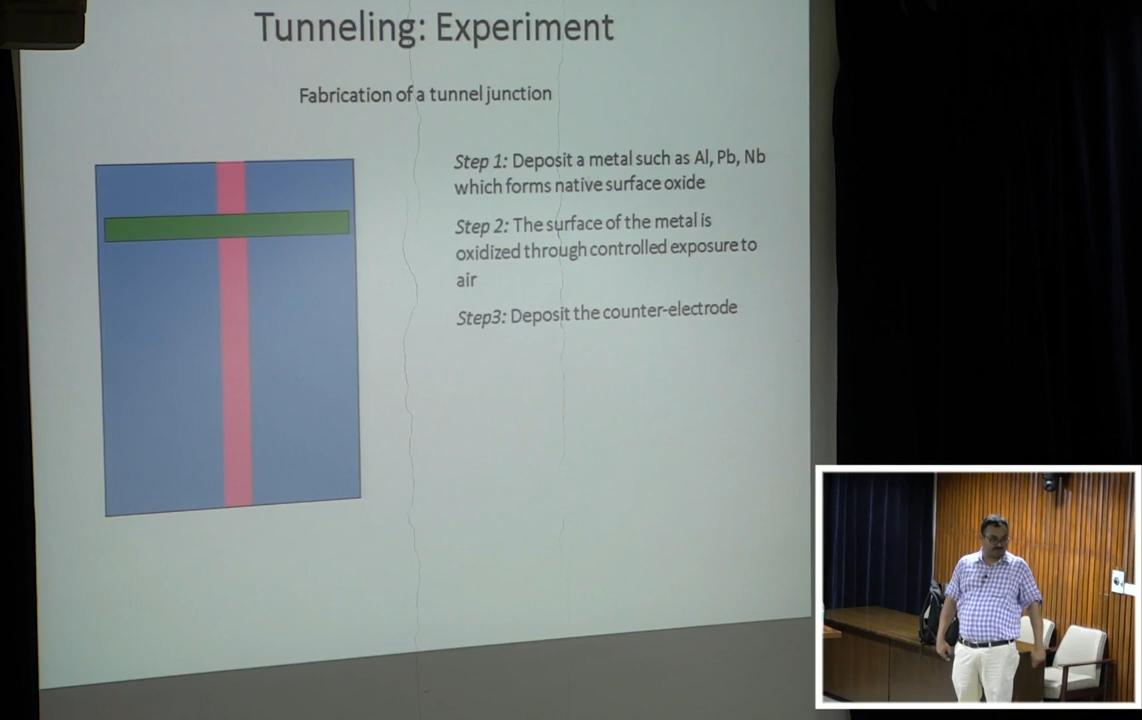 Tunneling: Experiment
Fabrication of a tunnel junction
Step 1: Deposit a metal such as Al, Pb, Nb
which forms native surface oxide
Step 2: The surface of the metal is
oxidized through controlled exposure to
air
Step3: Deposit the counter-electrode